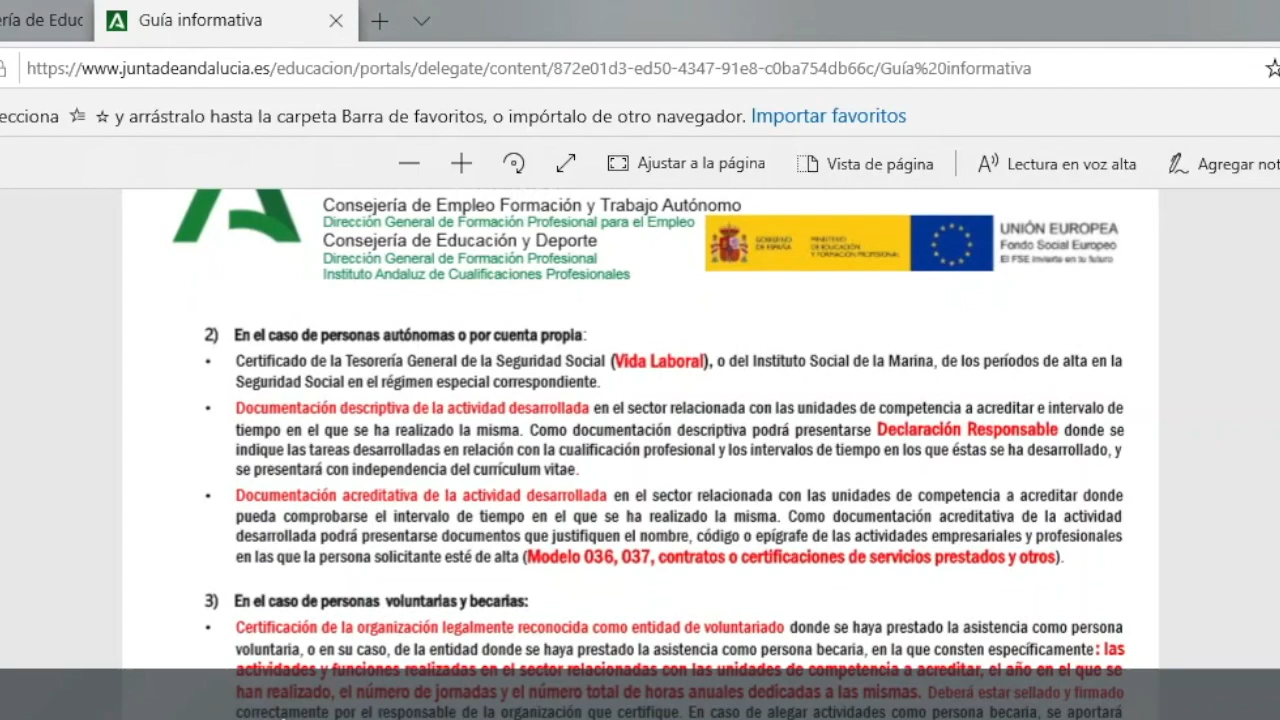 ería de Educ
Guía informativa
https://www.juntadeandalucia.es/educacion/portals/delegate/content/872e01d3-ed50-4347-91e8-c0ba754db66c/Guía%20informativa
ecciona ☆ y arrástralo hasta la carpeta Barra de favoritos, o impórtalo de otro navegador. Importar favoritos
Ajustar a la página Vista de página Lectura en voz alta Agregar not
Consejería de Empleo Formación y Trabajo Autónomo
Dirección General de Formación Profesional para el Empleo
Consejería de Educación y Deporte
Dirección General de Formación Profesional
Instituto Andaluz de Cualificaciones Profesionales
GOBIERNO
DE ESPAÑA
MINISTERIO
DE EDUCACIÓN
Y FORMACIÓN PROFESIONAL
UNIÓN EUROPEA
Fondo Social Europeo
El FSE invierte en tu futuro
2) En el caso de personas autónomas o por cuenta propia:
• Certificado de la Tesorería General de la Seguridad Social (Vida Laboral), o del Instituto Social de la Marina, de los períodos de alta en la
Seguridad Social en el régimen especial correspondiente.
• Documentación descriptiva de la actividad desarrollada en el sector relacionada con las unidades de competencia a acreditar e intervalo de
tiempo en el que se ha realizado la misma. Como documentación descriptiva podrá presentarse Declaración Responsable donde se
indique las tareas desarrolladas en relación con la cualificación profesional y los intervalos de tiempo en los que éstas se ha desarrollado, y
se presentará con independencia del currículum vitae.
• Documentación acreditativa de la actividad desarrollada en el sector relacionada con las unidades de competencia a acreditar donde
pueda comprobarse el intervalo de tiempo en el que se ha realizado la misma. Como documentación acreditativa de la actividad
desarrollada podrá presentarse documentos que justifiquen el nombre, código o epígrafe de las actividades empresariales y profesionales
en las que la persona solicitante esté de alta (Modelo 036, 037, contratos o certificaciones de servicios prestados y otros).
3) En el caso de personas voluntarias y becarias:
• Certificación de la organización legalmente reconocida como entidad de voluntariado donde se haya prestado la asistencia como persona
voluntaria, o en su caso, de la entidad donde se haya prestado la asistencia como persona becaria, en la que consten específicamente: las
actividades y funciones realizadas en el sector relacionadas con las unidades de competencia a acreditar, el año en el que se
han realizado, el número de jornadas y el número total de horas anuales dedicadas a las mismas. Deberá estar sellado y firmado
correctamente por el responsable de la organización que certifique. En caso de alegar actividades como persona becaria, se aportará